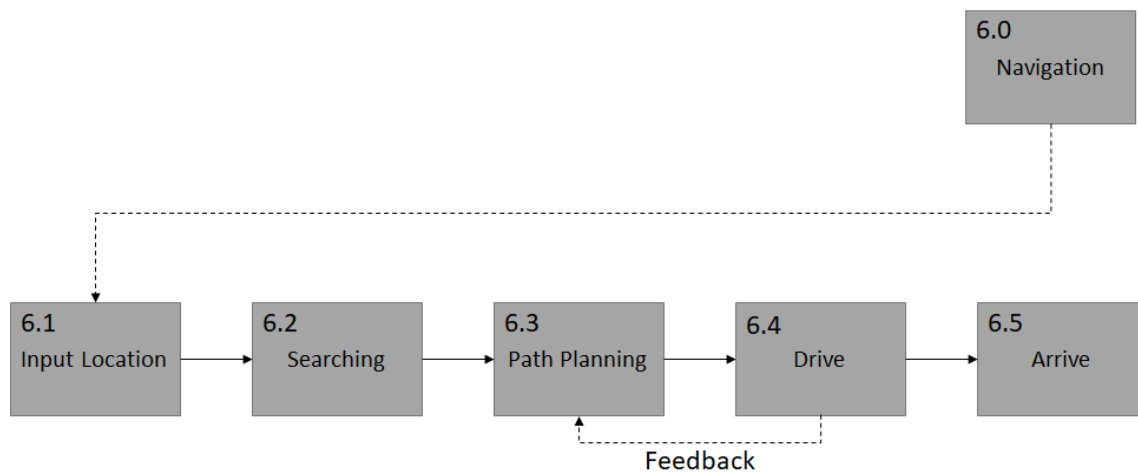 6.0
Navigation
6.1
Input Location
6.2
Searching
6.3
Path Planning
6.4
Drive
6.5
Arrive
Feedback